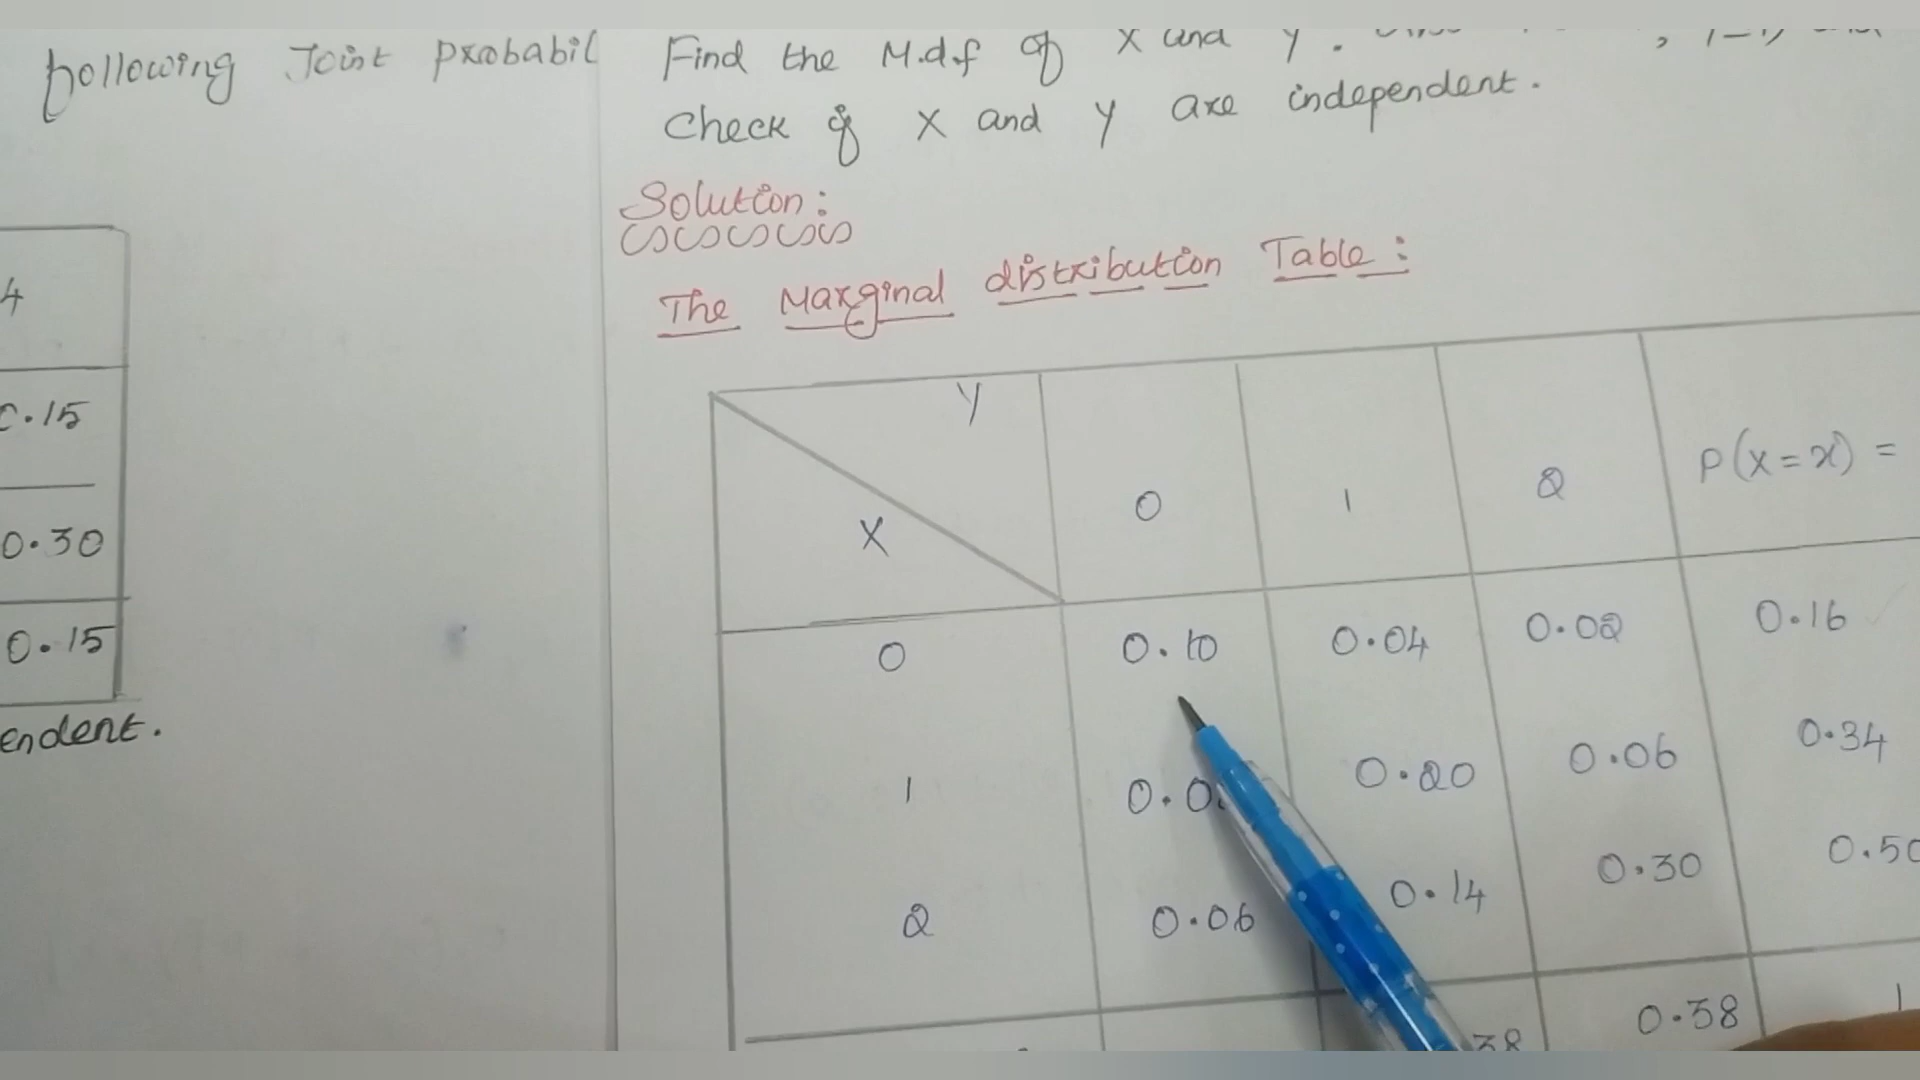 following Joint Probabil
4
0.15
0.30
0.15
endent.
Find the M.d.f of X and Y.
Check if X and Y are independent.
Solution:
The Marginal distribution Table:
Y
X 0 1 2 P(X=x) =
0 0.10 0.04 0.02 0.16
1 0.20 0.06 0.34
2 0.06 0.14 0.30 0.50
38 0.38 1